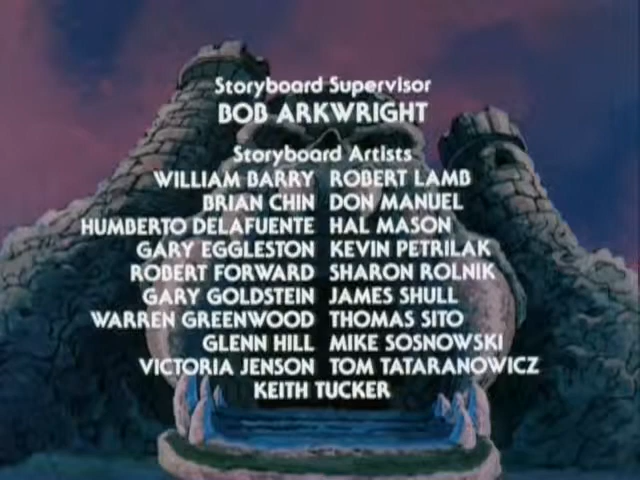 Storyboard Supervisor
BOB ARKWRIGHT
Storyboard Artists
WILLIAM BARRY ROBERT LAMB
BRIAN CHIN DON MANUEL
HUMBERTO DELAFUENTE HAL MASON
GARY EGGLESTON KEVIN PETRILAK
ROBERT FORWARD SHARON ROLNIK
GARY GOLDSTEIN JAMES SHULL
WARREN GREENWOOD THOMAS SITO
GLENN HILL MIKE SOSNOWSKI
VICTORIA JENSON TOM TATARANOWICZ
KEITH TUCKER